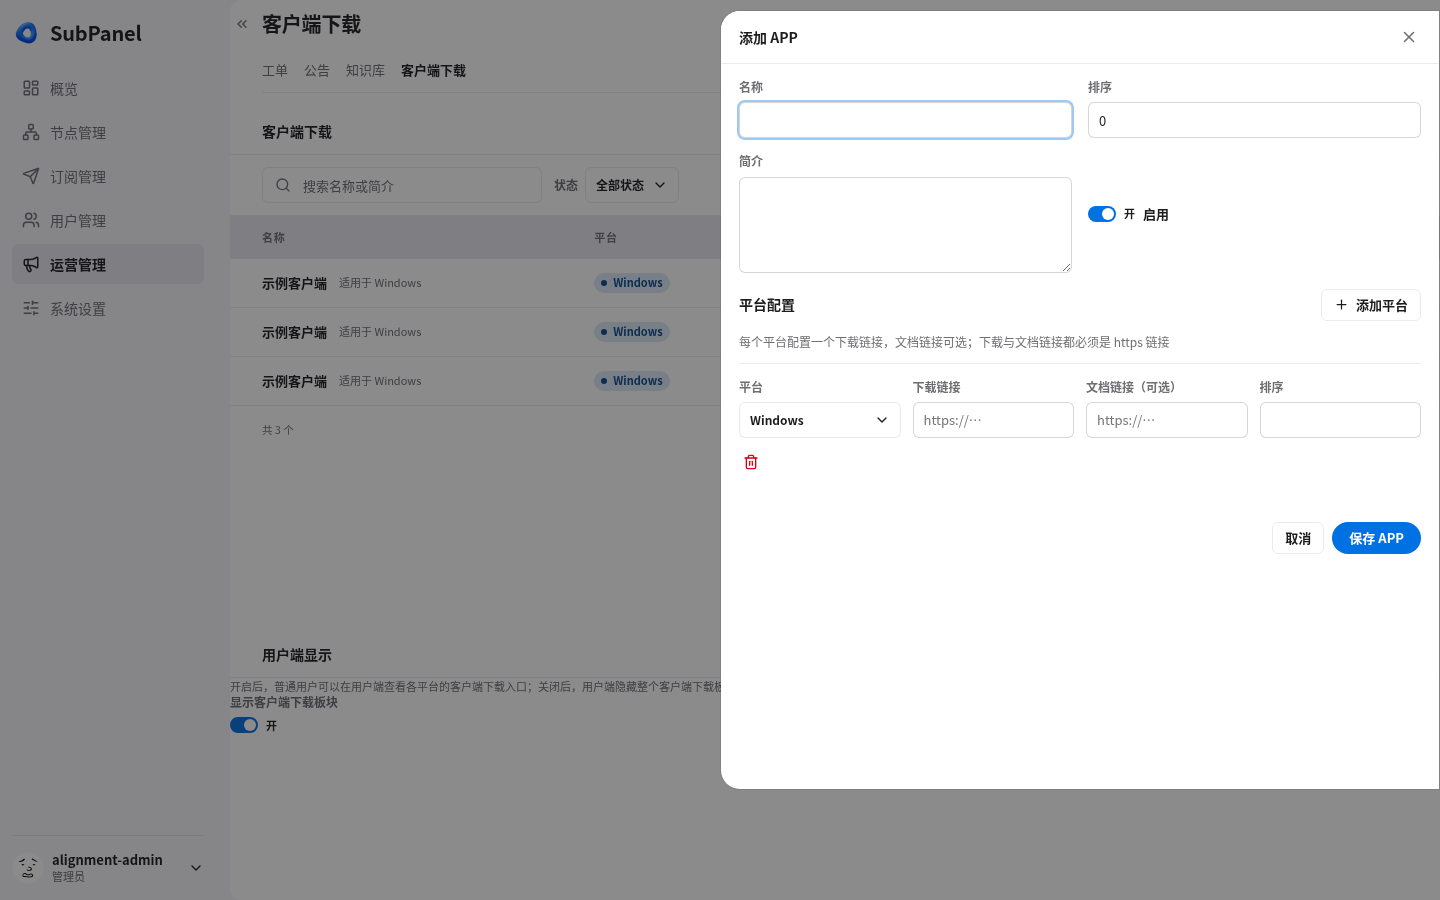 SubPanel
概览
节点管理
订阅管理
用户管理
运营管理
系统设置
alignment-admin
管理员
客户端下载
工单 公告 知识库 客户端下载
客户端下载
搜索名称或简介 状态 全部状态
名称 平台
示例客户端 适用于 Windows Windows
示例客户端 适用于 Windows Windows
示例客户端 适用于 Windows Windows
共 3 个
用户端显示
开启后，普通用户可以在用户端查看各平台的客户端下载入口；关闭后，用户端隐藏整个客户端下载
显示客户端下载板块
开
添加 APP
名称 排序
0
简介
开 启用
平台配置 添加平台
每个平台配置一个下载链接，文档链接可选；下载与文档链接都必须是 https 链接
平台 下载链接 文档链接（可选） 排序
Windows https://··· https://···
取消 保存 APP